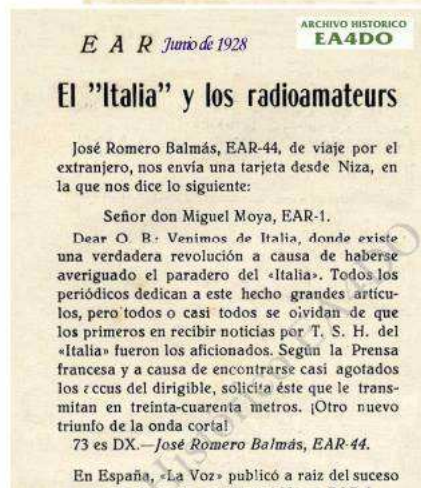 ARCHIVO HISTORICO
EA4DO
E A R Junio de 1928
El "Italia" y los radioamateurs
José Romero Balmás, EAR-44, de viaje por el
extranjero, nos envía una tarjeta desde Niza, en
la que nos dice lo siguiente:
Señor don Miguel Moya, EAR-1.
Dear O. B.: Venimos de Italia, donde existe
una verdadera revolución a causa de haberse
averiguado el paradero del «Italia». Todos los
periódicos dedican a este hecho grandes artícu-
los, pero todos o casi todos se olvidan de que
los primeros en recibir noticias por T. S. H. del
«Italia» fueron los aficionados. Según la Prensa
francesa y a causa de encontrarse casi agotados
los accus del dirigible, solicita éste que le trans-
mitan en treinta-cuarenta metros. ¡Otro nuevo
triunfo de la onda corta!
73 es DX.—José Romero Balmás, EAR-44.
En España, «La Voz» publicó a raíz del suceso